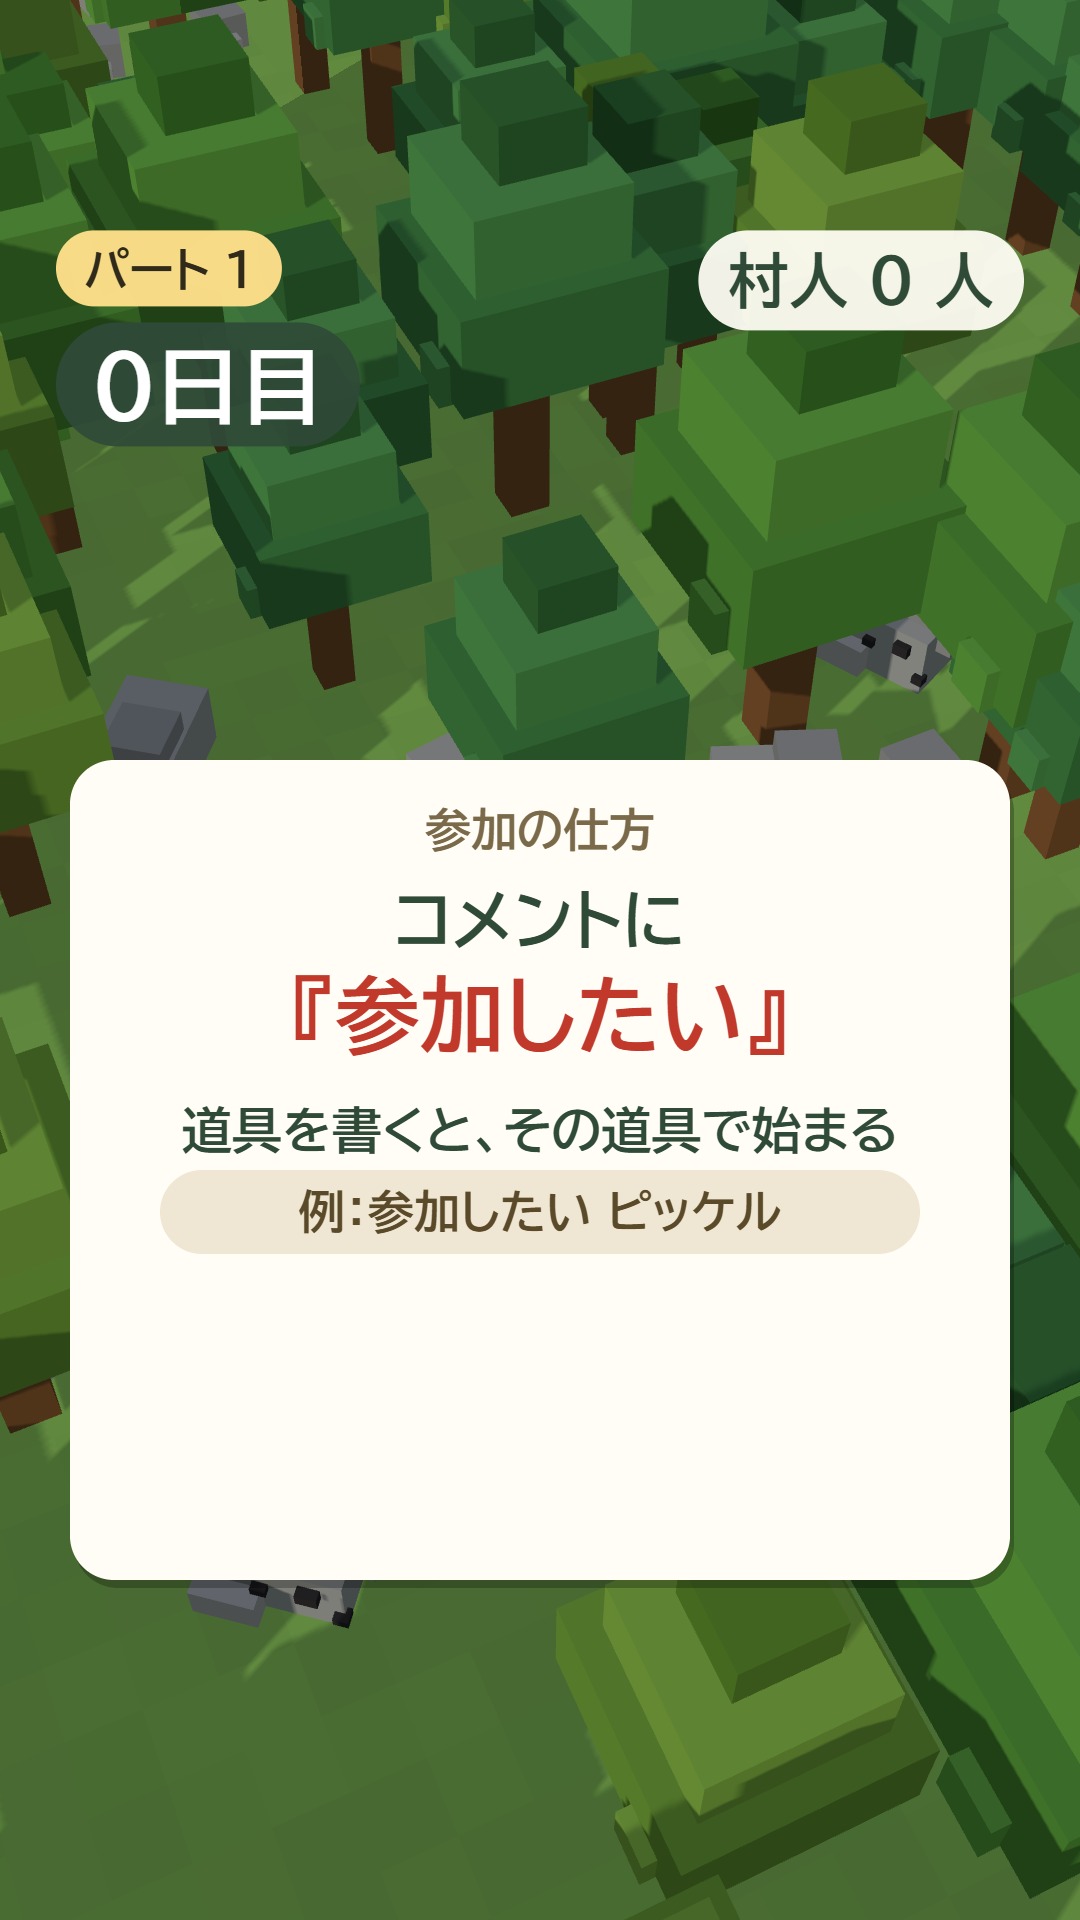 パート 1
0日目
村人 0 人
参加の仕方
コメントに
『参加したい』
道具を書くと、その道具で始まる
例：参加したい ピッケル